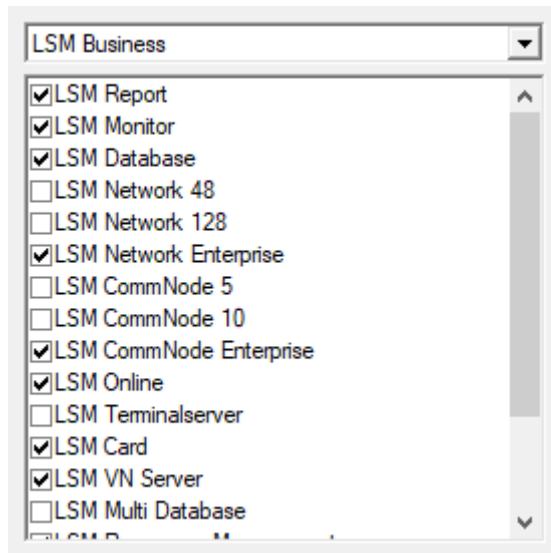 LSM Business
LSM Report
LSM Monitor
LSM Database
LSM Network 48
LSM Network 128
LSM Network Enterprise
LSM CommNode 5
LSM CommNode 10
LSM CommNode Enterprise
LSM Online
LSM Terminalserver
LSM Card
LSM VN Server
LSM Multi Database
LSM